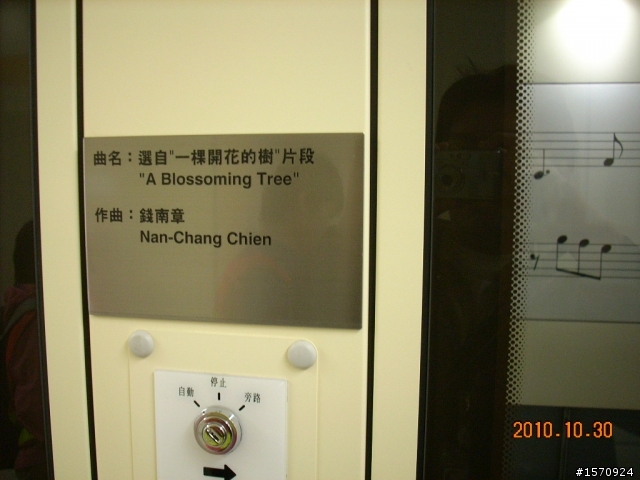 曲名：選自"一棵開花的樹"片段
"A Blossoming Tree"
作曲：錢南章
Nan-Chang Chien
停止
自動
旁路
2010.10.30
#1570924